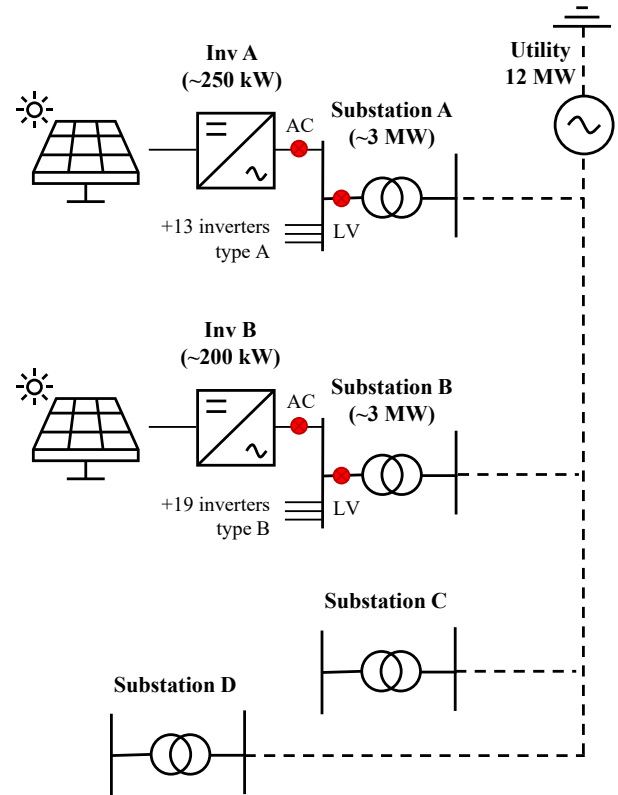 Utility
12 MW
Inv A
(~250 kW)
Substation A
(~3 MW)
AC
+13 inverters
type A
LV
Inv B
(~200 kW)
Substation B
(~3 MW)
AC
+19 inverters
type B
LV
Substation C
Substation D